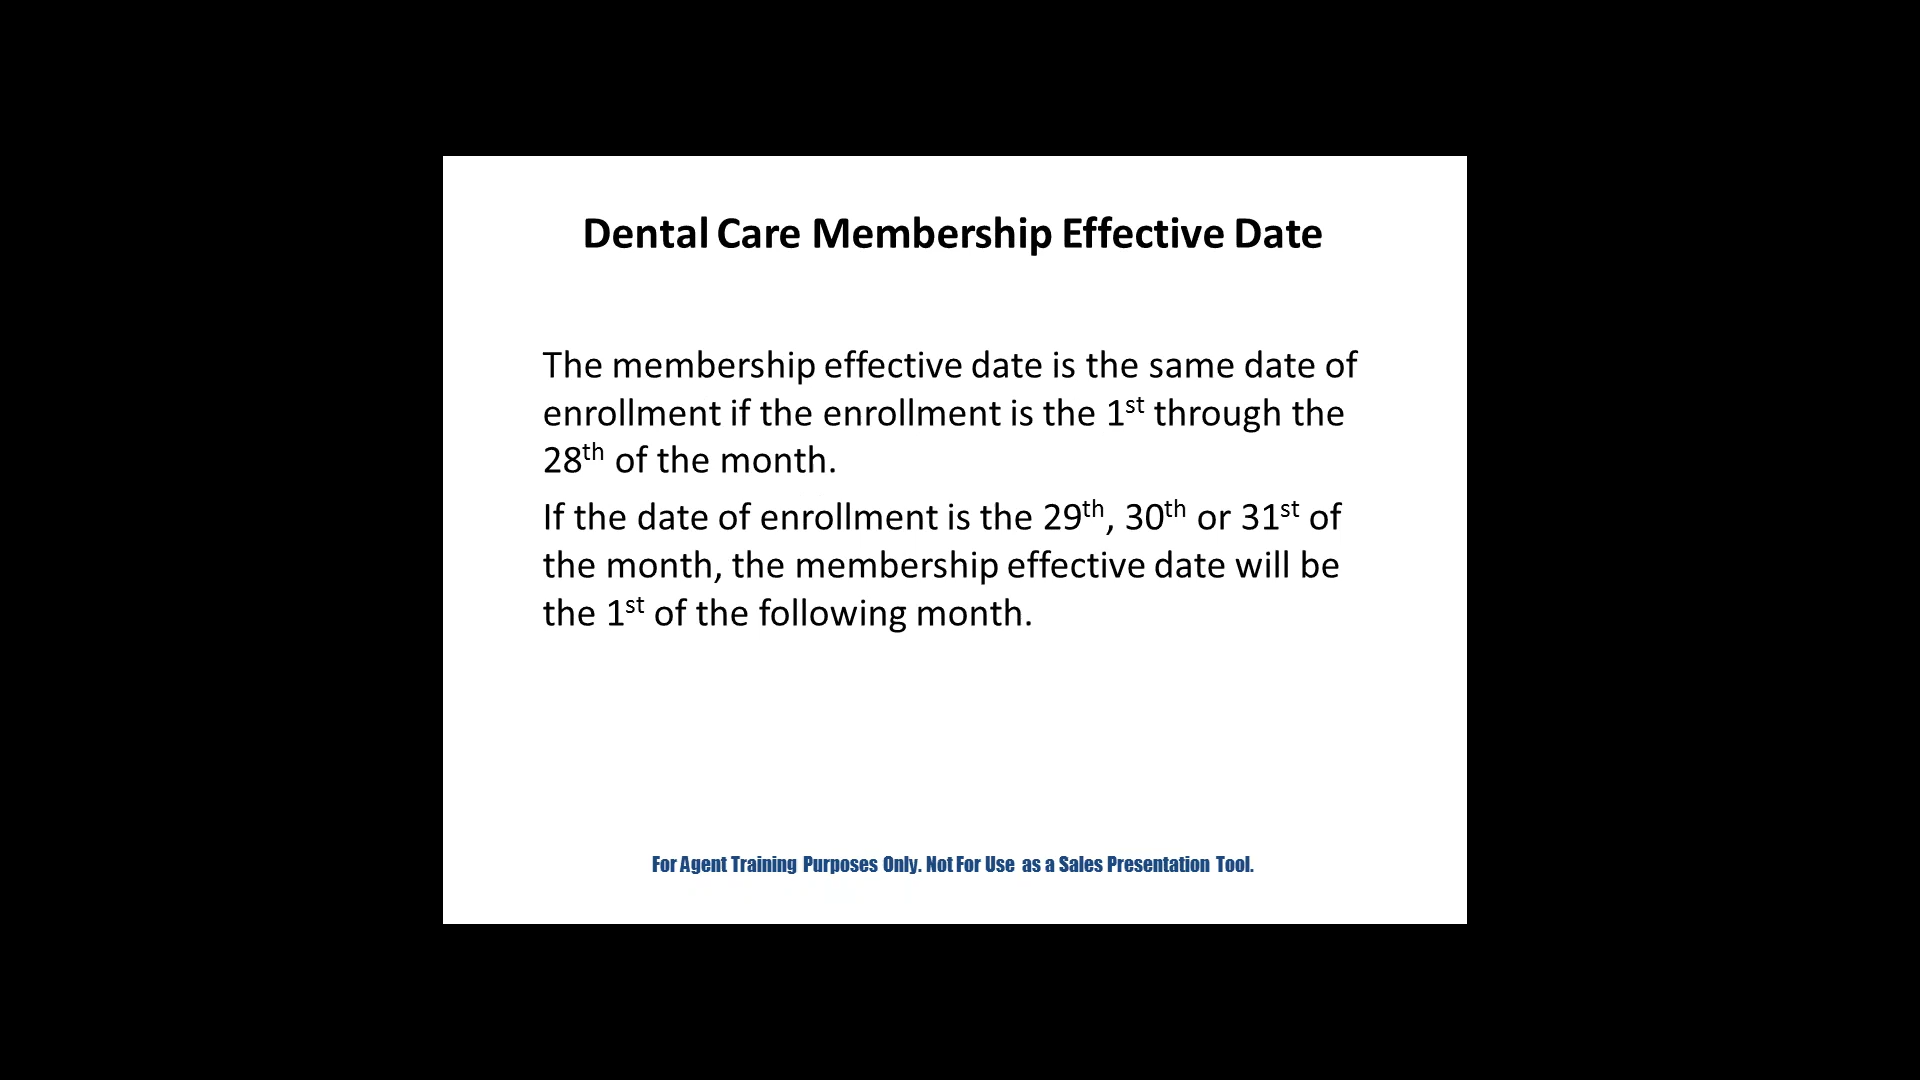 Dental Care Membership Effective Date
The membership effective date is the same date of
enrollment if the enrollment is the 1st through the
28th of the month.
If the date of enrollment is the 29th, 30th or 31st of
the month, the membership effective date will be
the 1st of the following month.
For Agent Training Purposes Only. Not For Use as a Sales Presentation Tool.